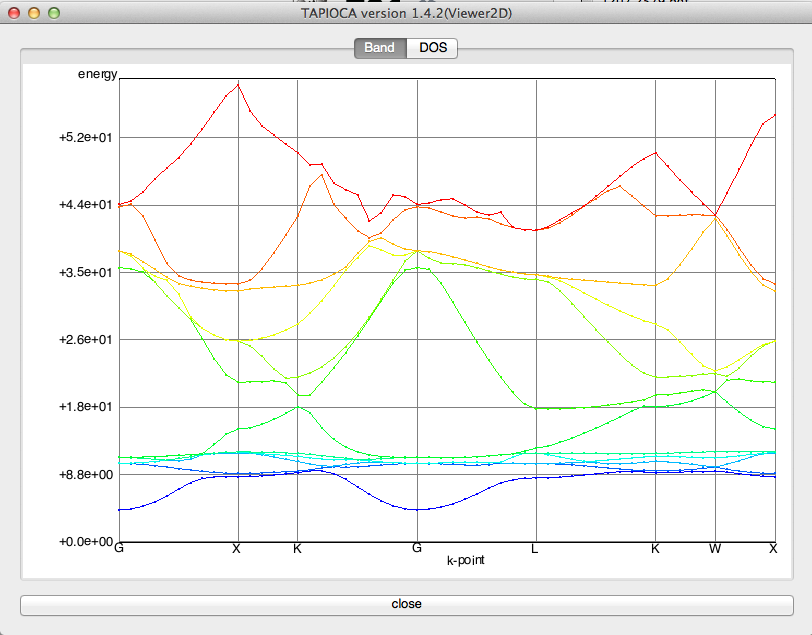 TAPIOCA version 1.4.2(Viewer2D)
Band DOS
energy
+5.2e+01
+4.4e+01
+3.5e+01
+2.6e+01
+1.8e+01
+8.8e+00
+0.0e+00
G X K G L K W X
k-point
close